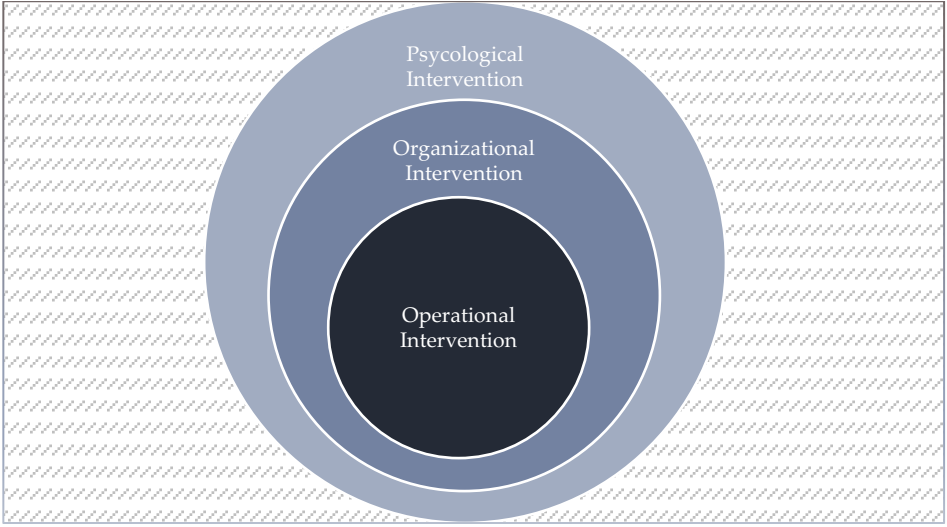 Psycological
Intervention
Organizational
Intervention
Operational
Intervention